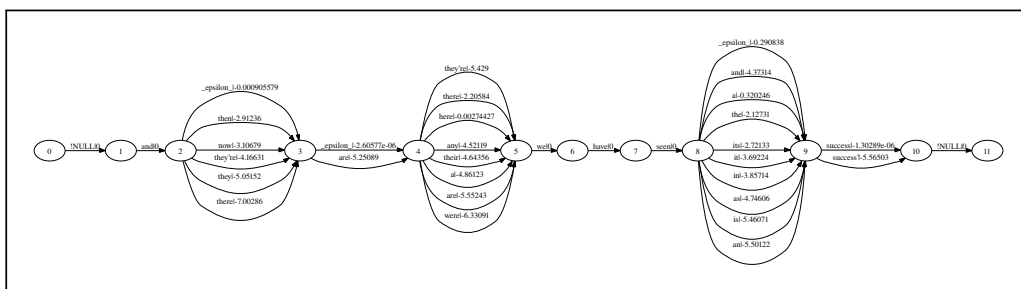 _epsilon_|-0.290838
they're|-5.429
and|-4.37314
_epsilon_|-0.000905579
there|-2.20584
a|-0.320246
then|-2.91236
here|-0.00274427
the|-2.12731
0 !NULL|0 1 and|0 2 now|-3.10679 3 _epsilon_|-2.60577e-06 4 any|-4.52119 5 we|0 6 have|0 7 seen|0 8 its|-2.72133 9 success|-1.30289e-06 10 !NULL|0 11
they're|-4.16631 are|-5.25089 their|-4.64356 it|-3.69224 success'|-5.56503
they|-5.05152 a|-4.86123 in|-3.85714
there|-7.00286 are|-5.55243 as|-4.74606
were|-6.33091 is|-5.46071
an|-5.50122